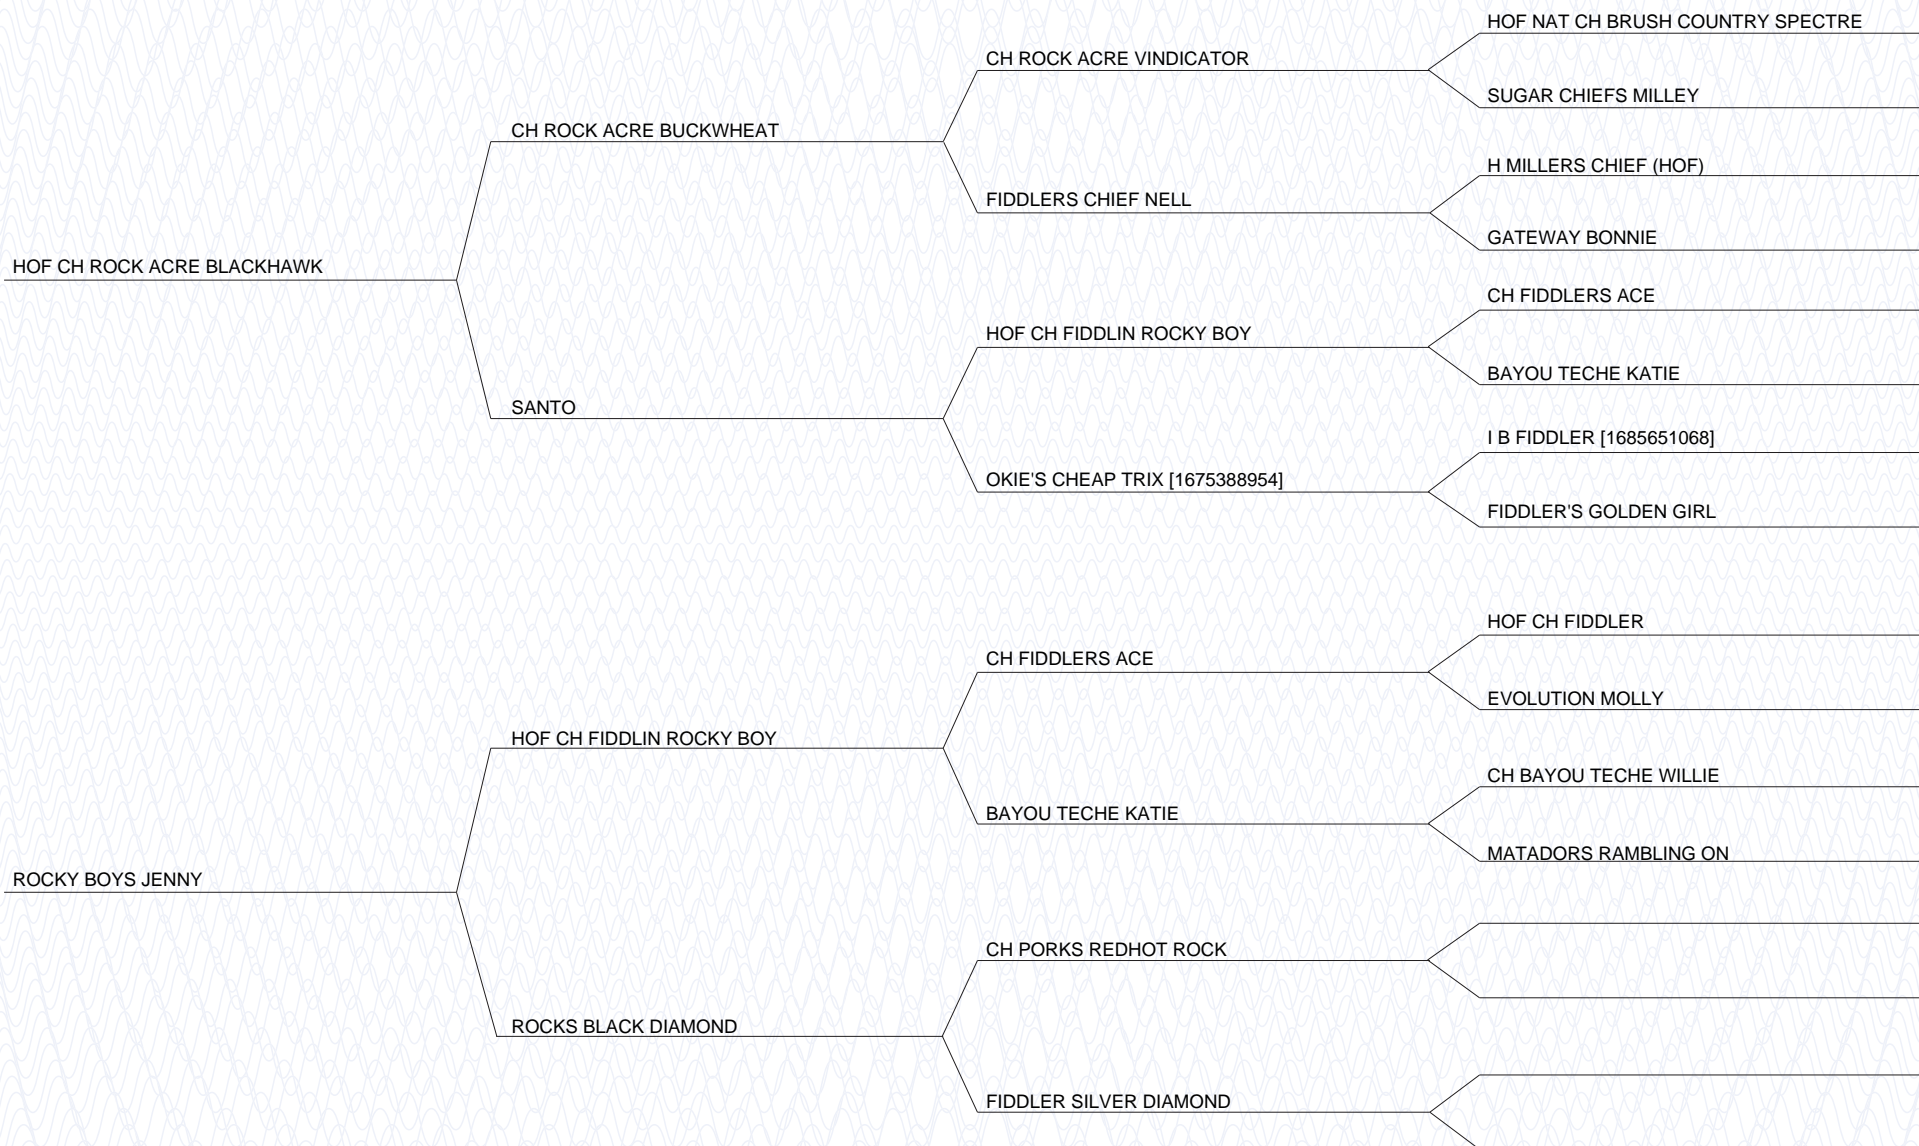 HOF NAT CH BRUSH COUNTRY SPECTRE
CH ROCK ACRE VINDICATOR
SUGAR CHIEFS MILLEY
CH ROCK ACRE BUCKWHEAT
H MILLERS CHIEF (HOF)
FIDDLERS CHIEF NELL
GATEWAY BONNIE
HOF CH ROCK ACRE BLACKHAWK
CH FIDDLERS ACE
HOF CH FIDDLIN ROCKY BOY
BAYOU TECHE KATIE
SANTO
I B FIDDLER [1685651068]
OKIE'S CHEAP TRIX [1675388954]
FIDDLER'S GOLDEN GIRL
HOF CH FIDDLER
CH FIDDLERS ACE
EVOLUTION MOLLY
HOF CH FIDDLIN ROCKY BOY
CH BAYOU TECHE WILLIE
BAYOU TECHE KATIE
MATADORS RAMBLING ON
ROCKY BOYS JENNY
CH PORKS REDHOT ROCK
ROCKS BLACK DIAMOND
FIDDLER SILVER DIAMOND